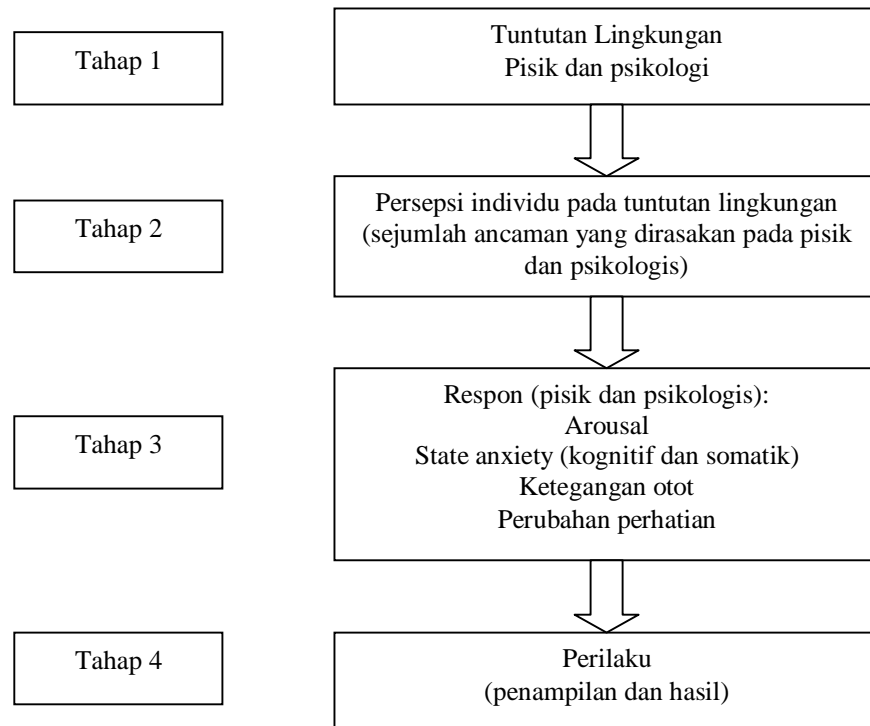 Tahap 1
Tuntutan Lingkungan
Pisik dan psikologi
Tahap 2
Persepsi individu pada tuntutan lingkungan
(sejumlah ancaman yang dirasakan pada pisik
dan psikologis)
Tahap 3
Respon (pisik dan psikologis):
Arousal
State anxiety (kognitif dan somatik)
Ketegangan otot
Perubahan perhatian
Tahap 4
Perilaku
(penampilan dan hasil)